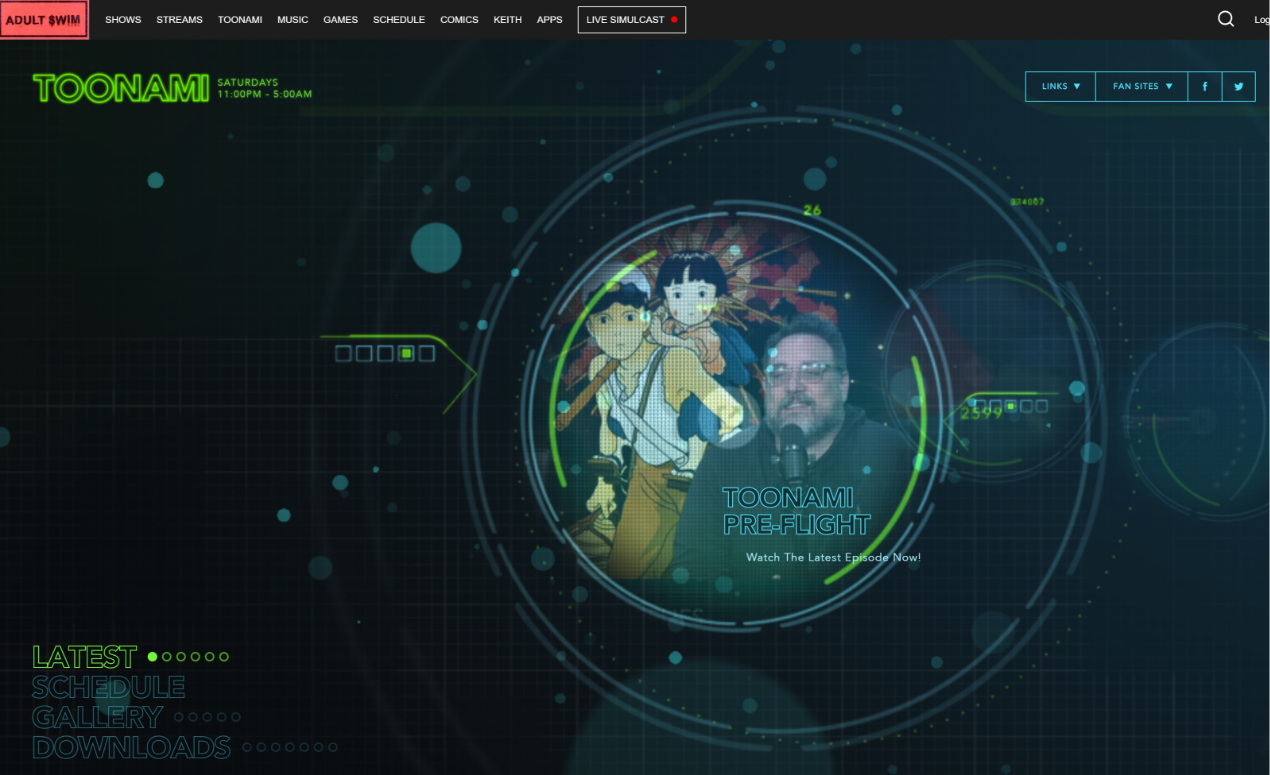 ADULT $WIM
SHOWS STREAMS TOONAMI MUSIC GAMES SCHEDULE COMICS KEITH APPS LIVE SIMULCAST
Log
TOONAMI
SATURDAYS
11:00PM - 5:00AM
LINKS ▼ FAN SITES ▼
26
2599
TOONAMI
PRE-FLIGHT
Watch The Latest Episode Now!
LATEST
SCHEDULE
GALLERY
DOWNLOADS